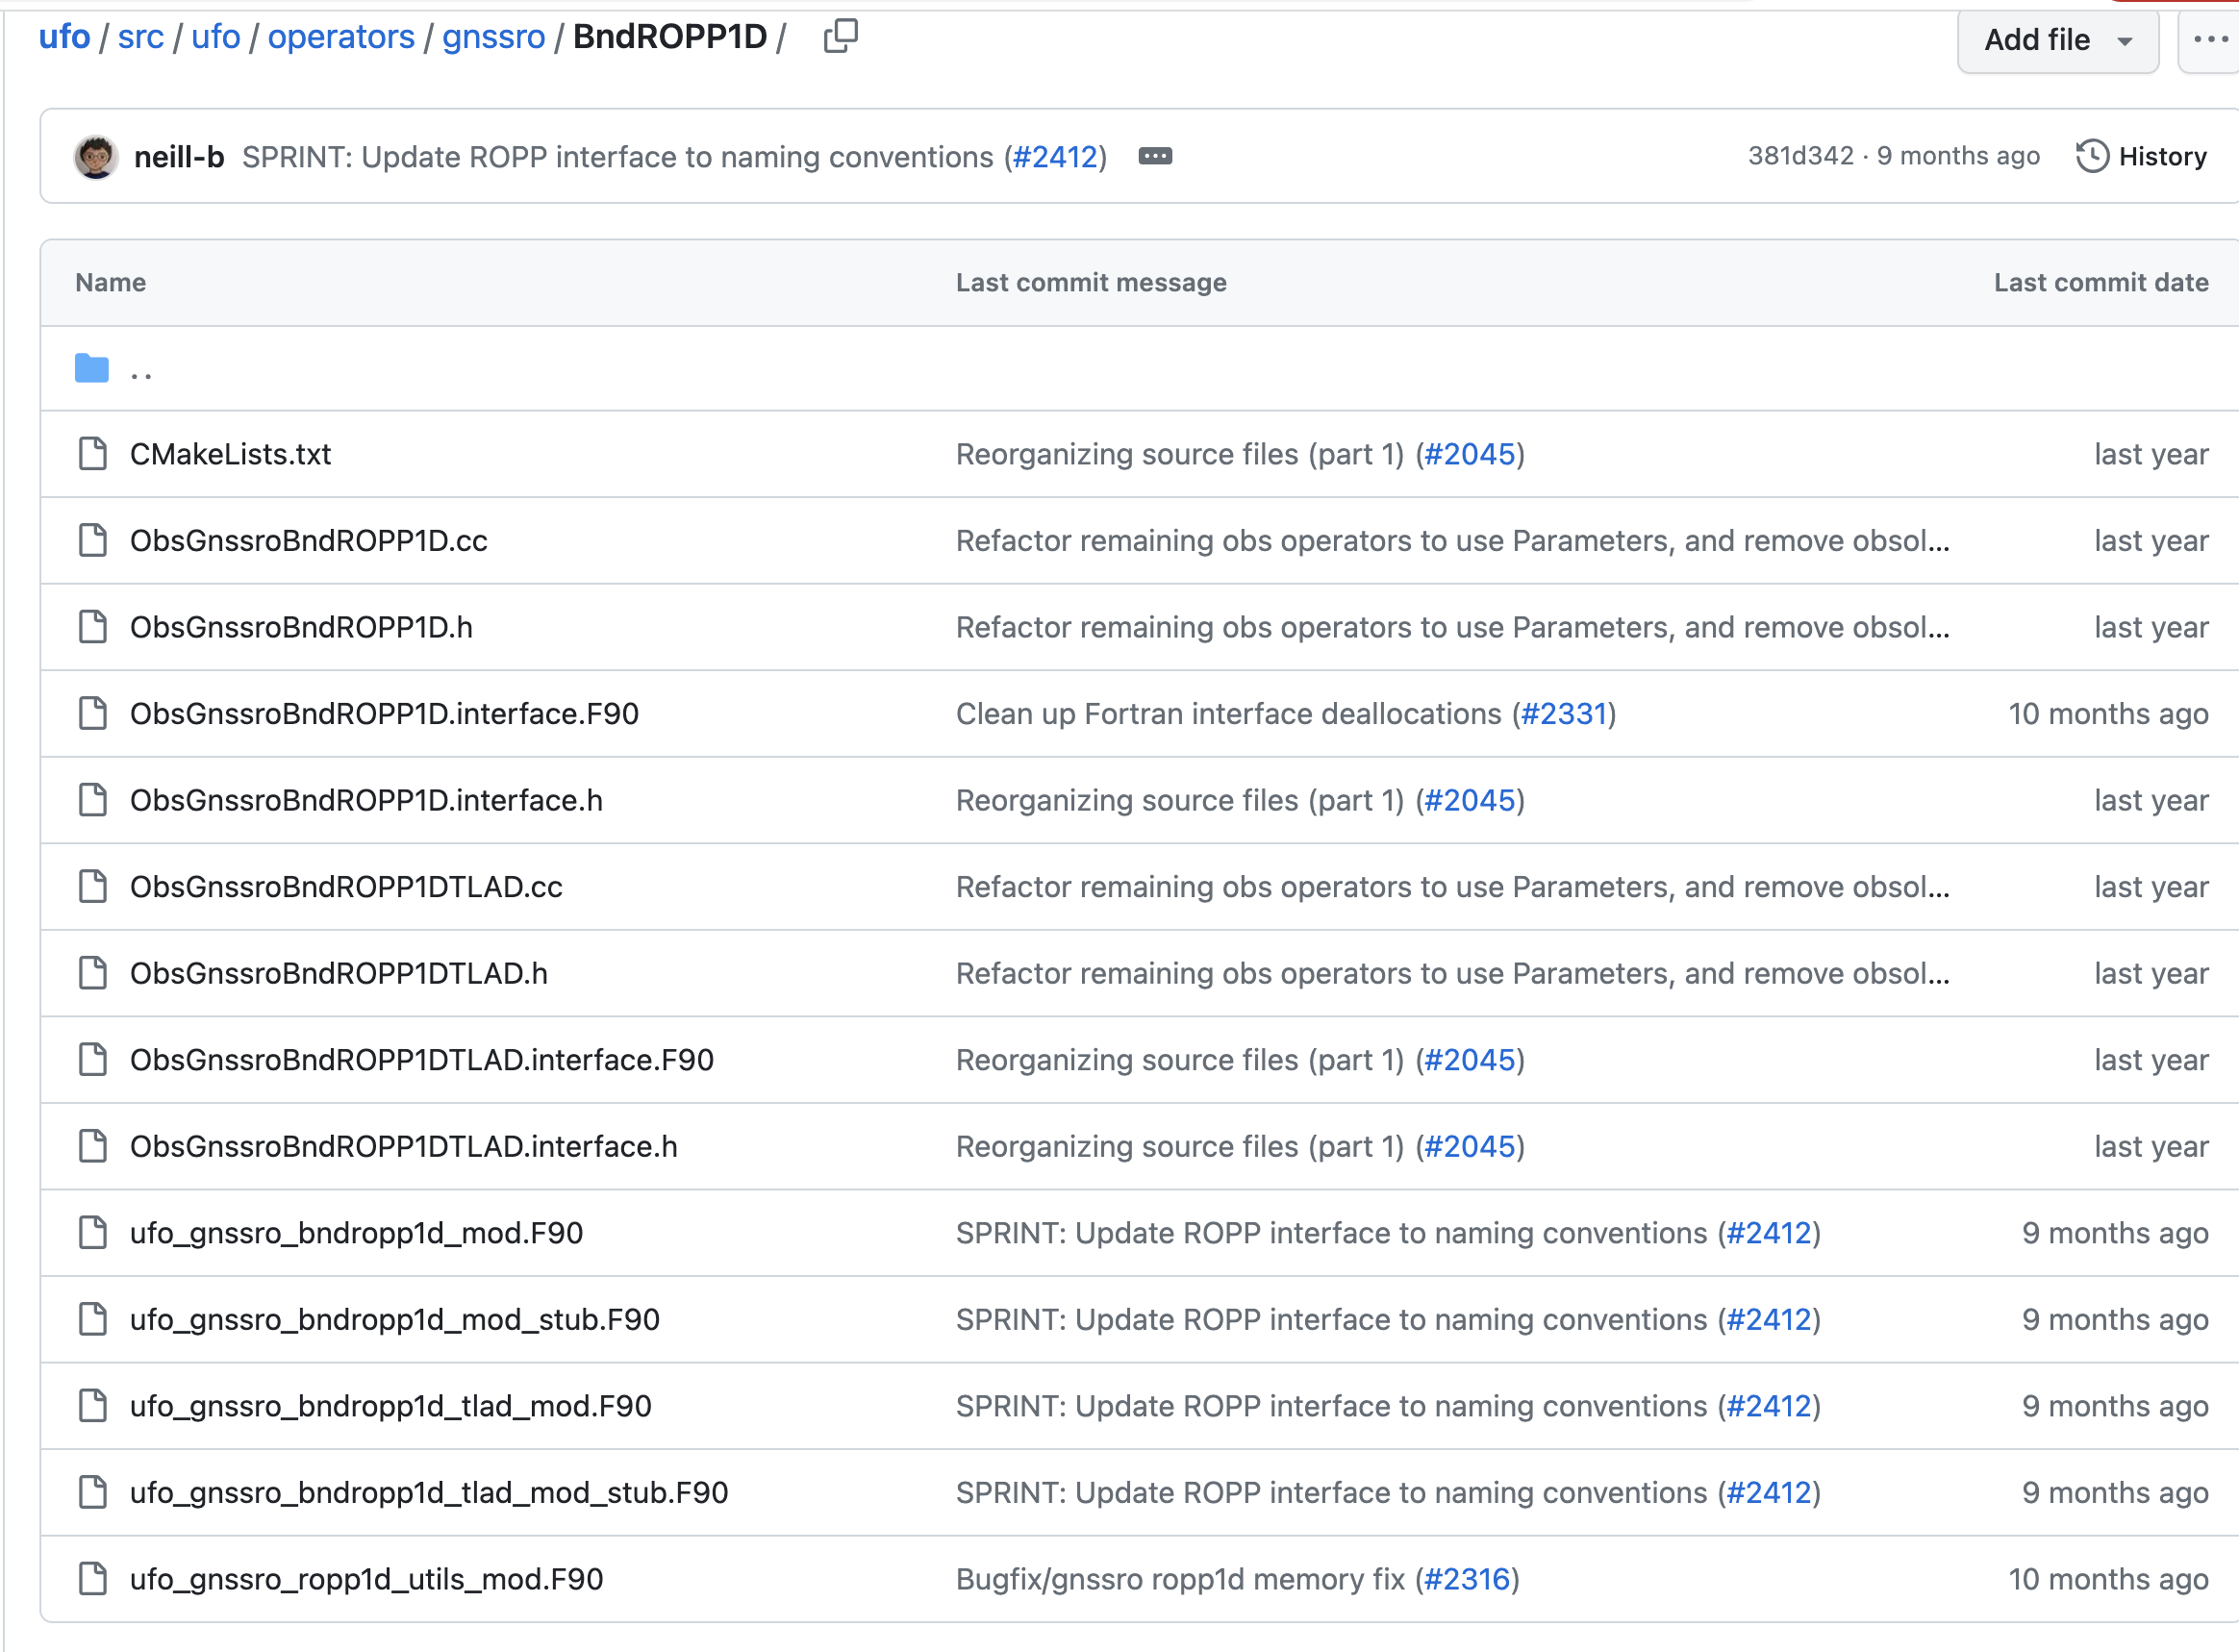 ufo / src / ufo / operators / gnssro / BndROPP1D / Add file ...
neill-b SPRINT: Update ROPP interface to naming conventions (#2412) ... 381d342 · 9 months ago History
Name Last commit message Last commit date
..
CMakeLists.txt Reorganizing source files (part 1) (#2045) last year
ObsGnssroBndROPP1D.cc Refactor remaining obs operators to use Parameters, and remove obsol... last year
ObsGnssroBndROPP1D.h Refactor remaining obs operators to use Parameters, and remove obsol... last year
ObsGnssroBndROPP1D.interface.F90 Clean up Fortran interface deallocations (#2331) 10 months ago
ObsGnssroBndROPP1D.interface.h Reorganizing source files (part 1) (#2045) last year
ObsGnssroBndROPP1DTLAD.cc Refactor remaining obs operators to use Parameters, and remove obsol... last year
ObsGnssroBndROPP1DTLAD.h Refactor remaining obs operators to use Parameters, and remove obsol... last year
ObsGnssroBndROPP1DTLAD.interface.F90 Reorganizing source files (part 1) (#2045) last year
ObsGnssroBndROPP1DTLAD.interface.h Reorganizing source files (part 1) (#2045) last year
ufo_gnssro_bndropp1d_mod.F90 SPRINT: Update ROPP interface to naming conventions (#2412) 9 months ago
ufo_gnssro_bndropp1d_mod_stub.F90 SPRINT: Update ROPP interface to naming conventions (#2412) 9 months ago
ufo_gnssro_bndropp1d_tlad_mod.F90 SPRINT: Update ROPP interface to naming conventions (#2412) 9 months ago
ufo_gnssro_bndropp1d_tlad_mod_stub.F90 SPRINT: Update ROPP interface to naming conventions (#2412) 9 months ago
ufo_gnssro_ropp1d_utils_mod.F90 Bugfix/gnssro ropp1d memory fix (#2316) 10 months ago